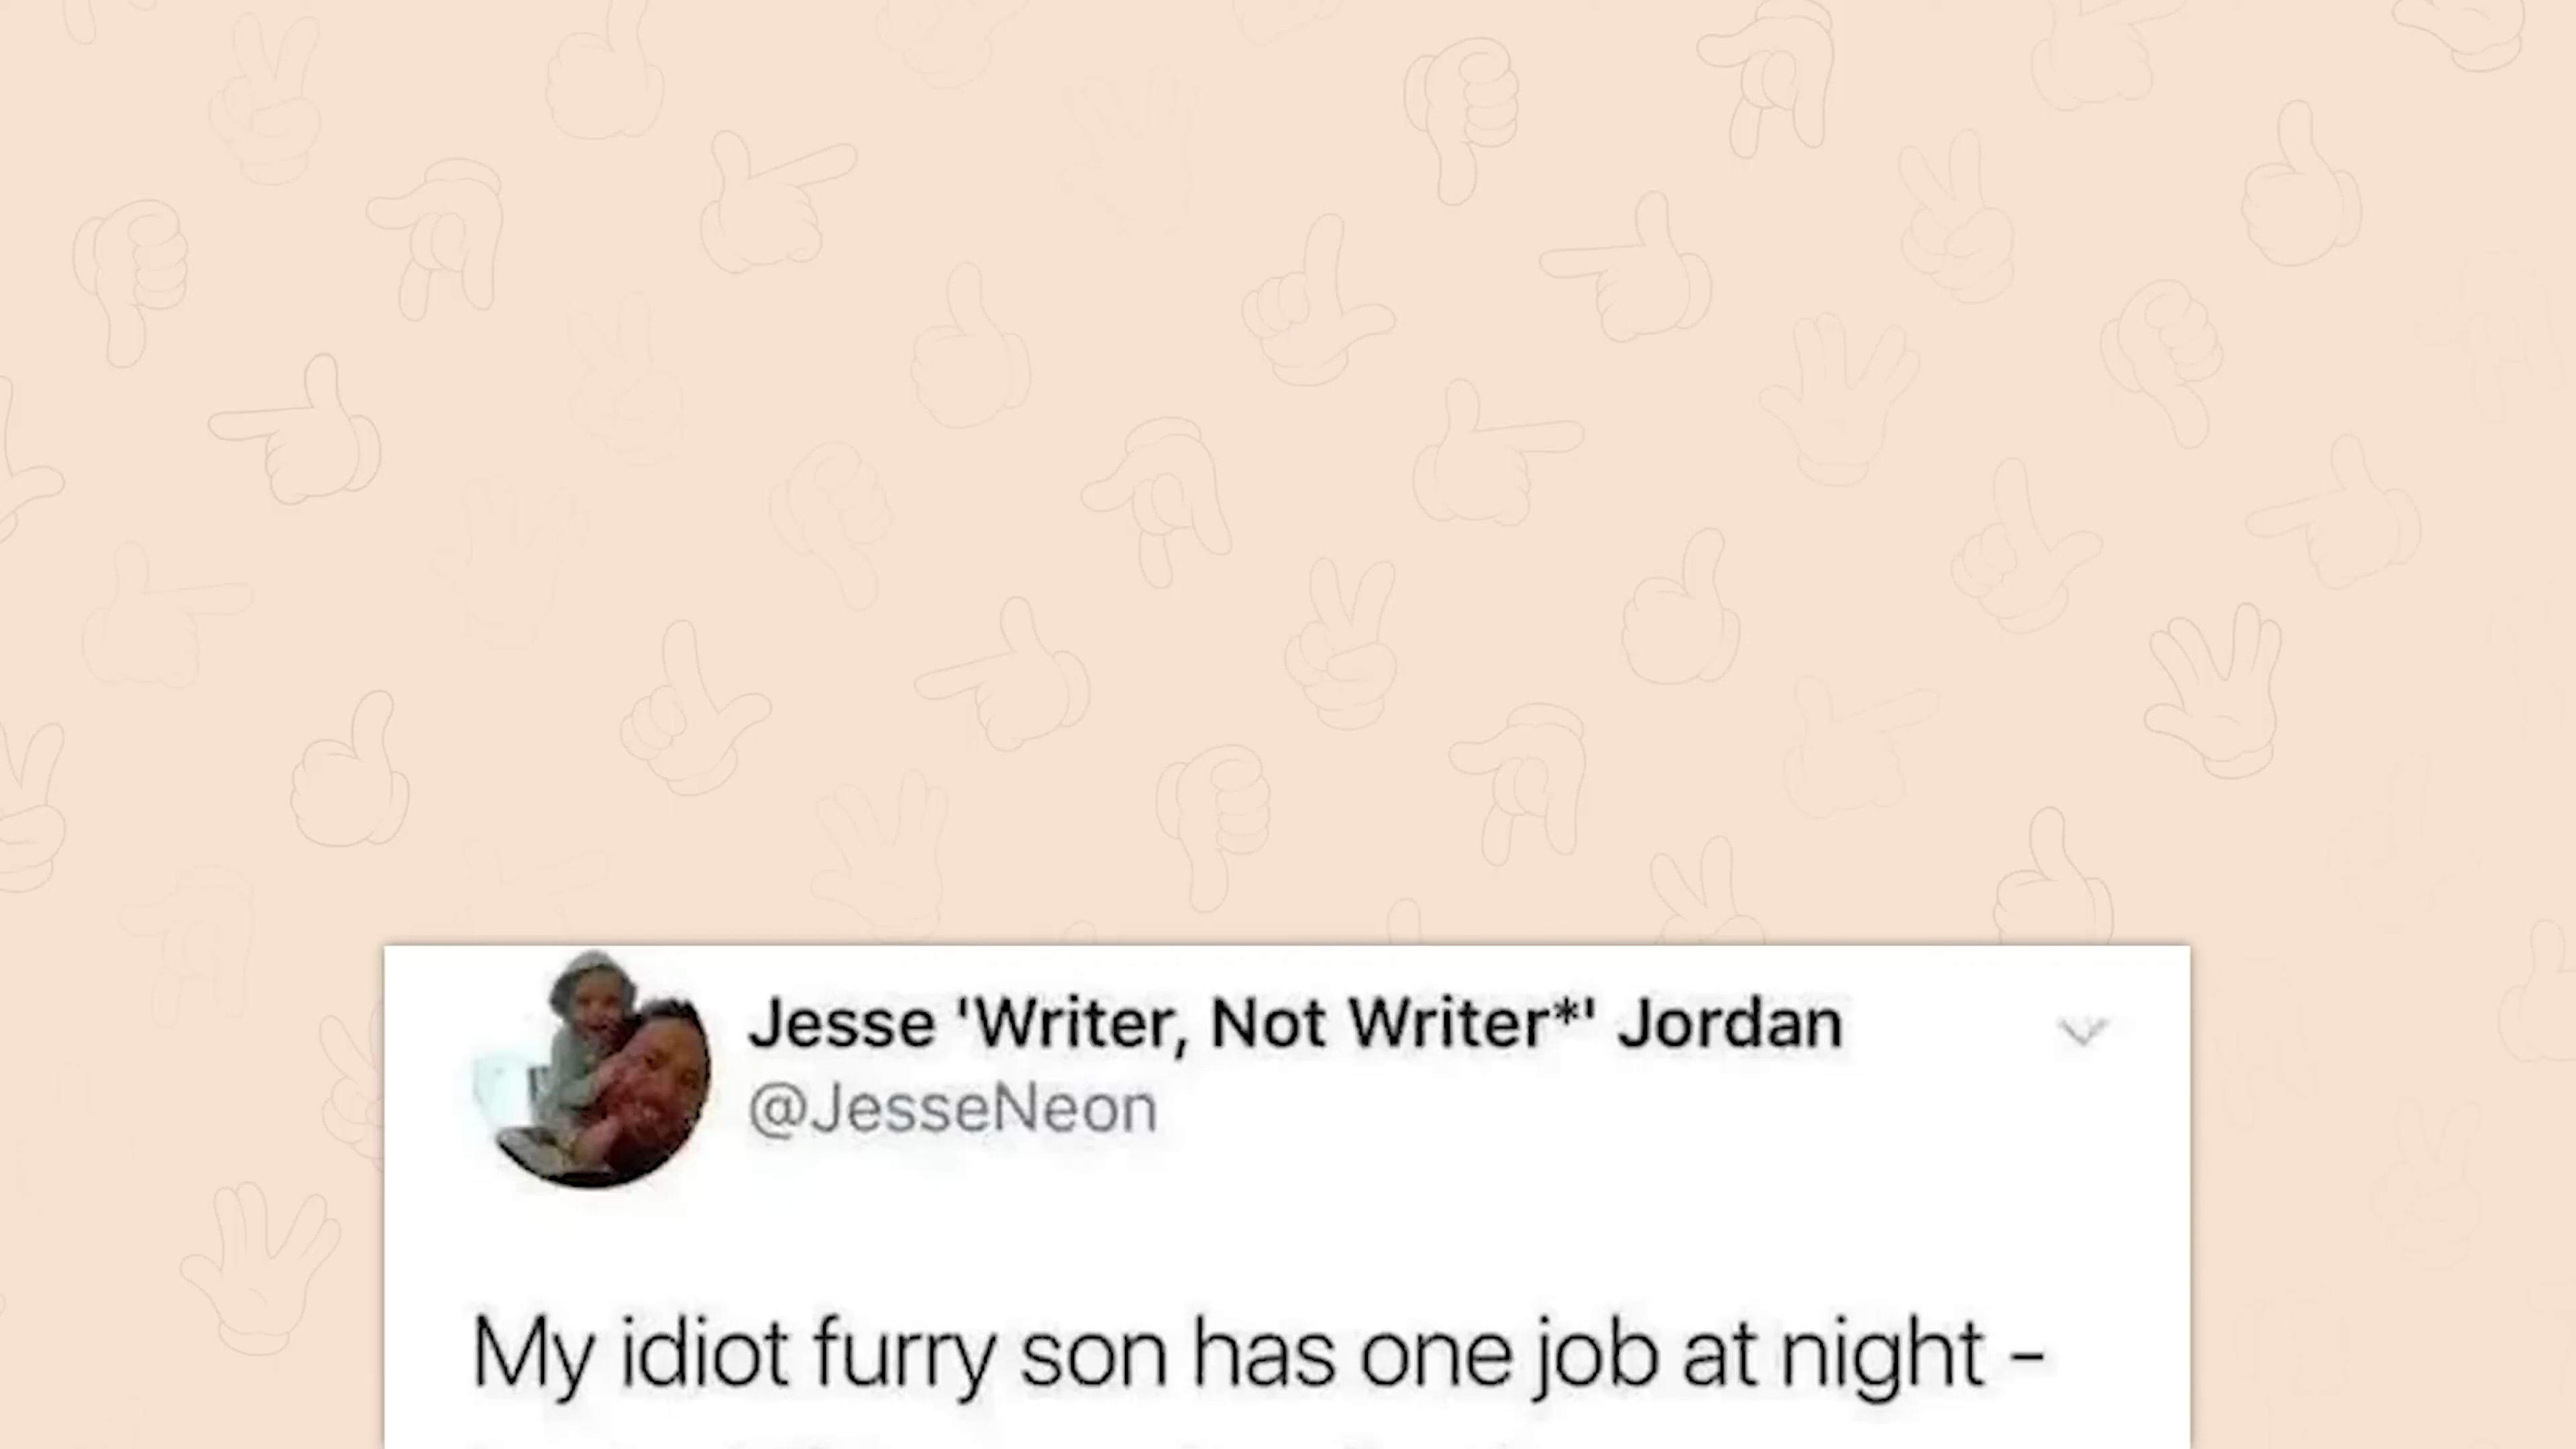 Jesse 'Writer, Not Writer*' Jordan
@JesseNeon
My idiot furry son has one job at night -